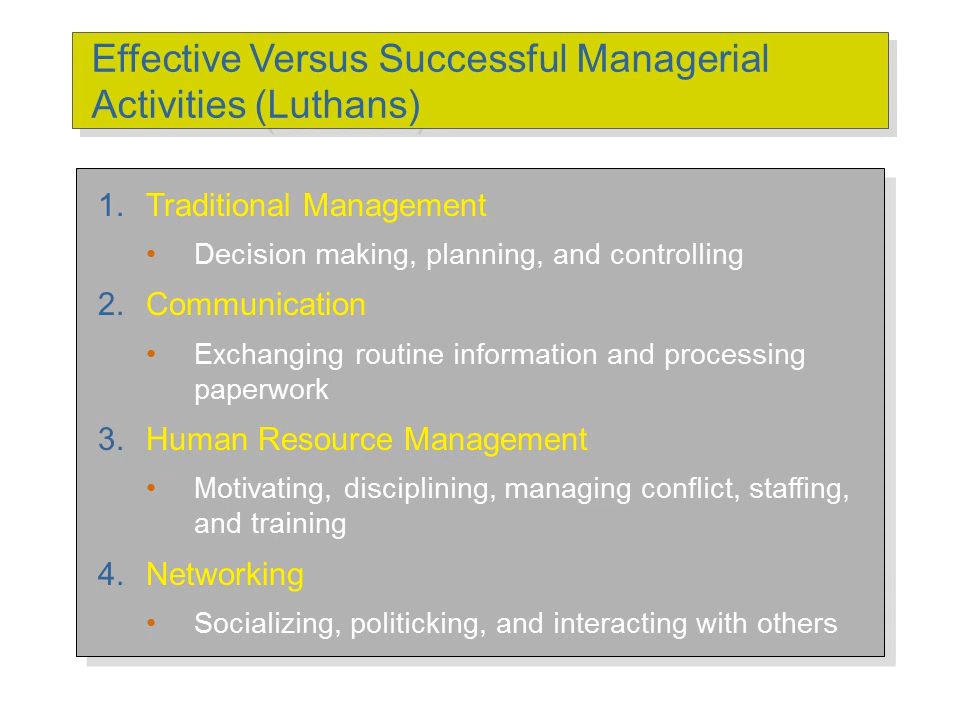 Effective Versus Successful Managerial
Activities (Luthans)
1. Traditional Management
• Decision making, planning, and controlling
2. Communication
• Exchanging routine information and processing
paperwork
3. Human Resource Management
• Motivating, disciplining, managing conflict, staffing,
and training
4. Networking
• Socializing, politicking, and interacting with others